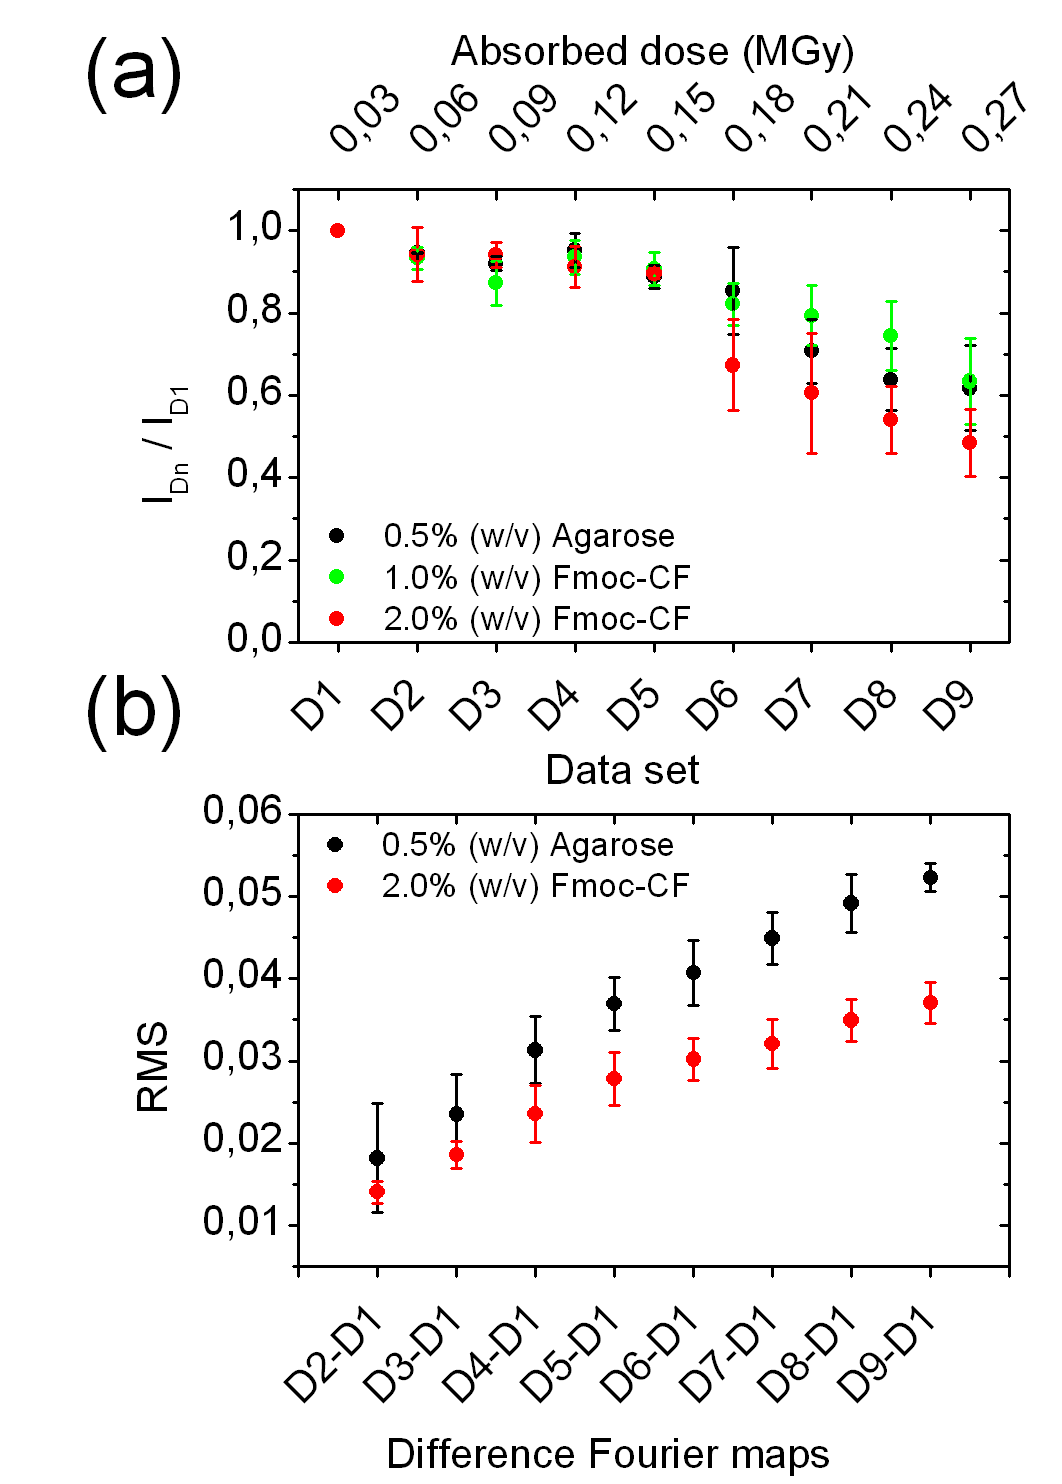 (a)
Absorbed dose (MGy)
0,03 0,06 0,09 0,12 0,15 0,18 0,21 0,24 0,27
1,0
0,8
0,6
0,4
0,2
0,0
I_Dn / I_D1
0.5% (w/v) Agarose
1.0% (w/v) Fmoc-CF
2.0% (w/v) Fmoc-CF
D1 D2 D3 D4 D5 D6 D7 D8 D9
Data set
(b)
0,06
0,05
0,04
0,03
0,02
0,01
RMS
0.5% (w/v) Agarose
2.0% (w/v) Fmoc-CF
D2-D1 D3-D1 D4-D1 D5-D1 D6-D1 D7-D1 D8-D1 D9-D1
Difference Fourier maps